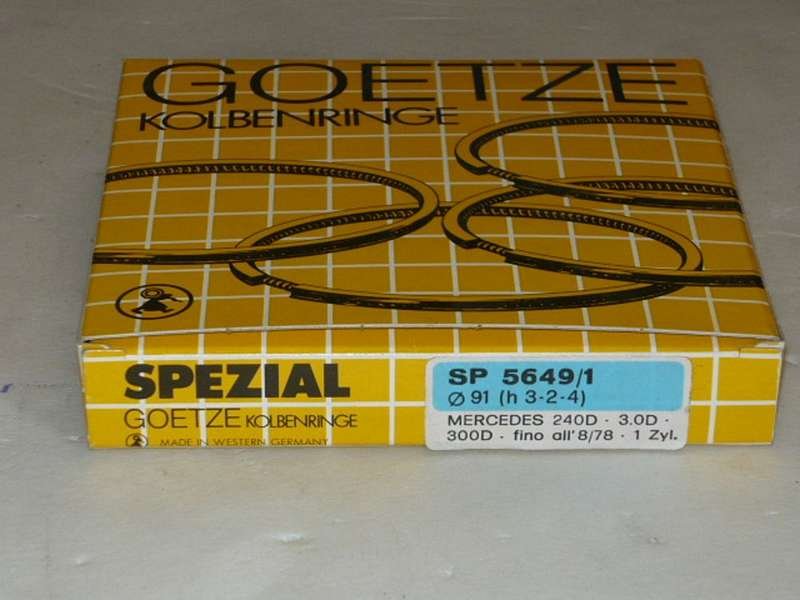 GOETZE
KOLBENRINGE
SPEZIAL
GOETZE KOLBENRINGE
MADE IN WESTERN GERMANY
SP 5649/1
Ø 91 (h 3-2-4)
MERCEDES 240D · 3.0D ·
300D · fino all' 8/78 · 1 Zyl.